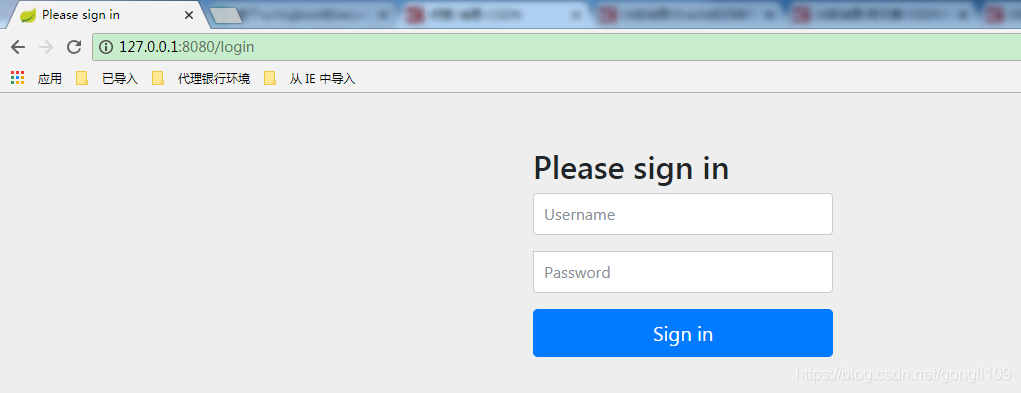 Please sign in
127.0.0.1:8080/login
应用 已导入 代理银行环境 从 IE 中导入
Please sign in
Username
Password
Sign in
https://blog.csdn.net/gongli109